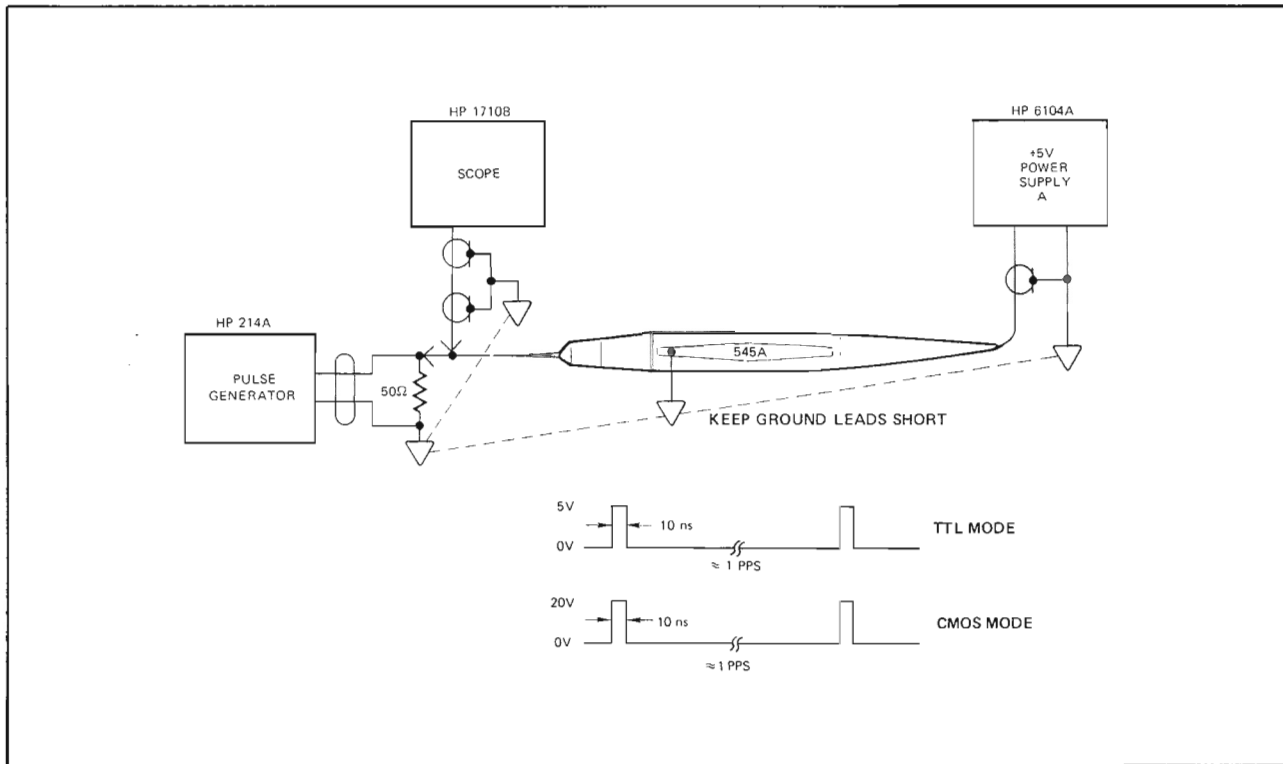 HP 1710B
SCOPE
HP 6104A
+5V
POWER
SUPPLY
A
HP 214A
PULSE
GENERATOR
50Ω
545A
KEEP GROUND LEADS SHORT
5V
0V
10 ns
≈ 1 PPS
TTL MODE
20V
0V
10 ns
≈1 PPS
CMOS MODE